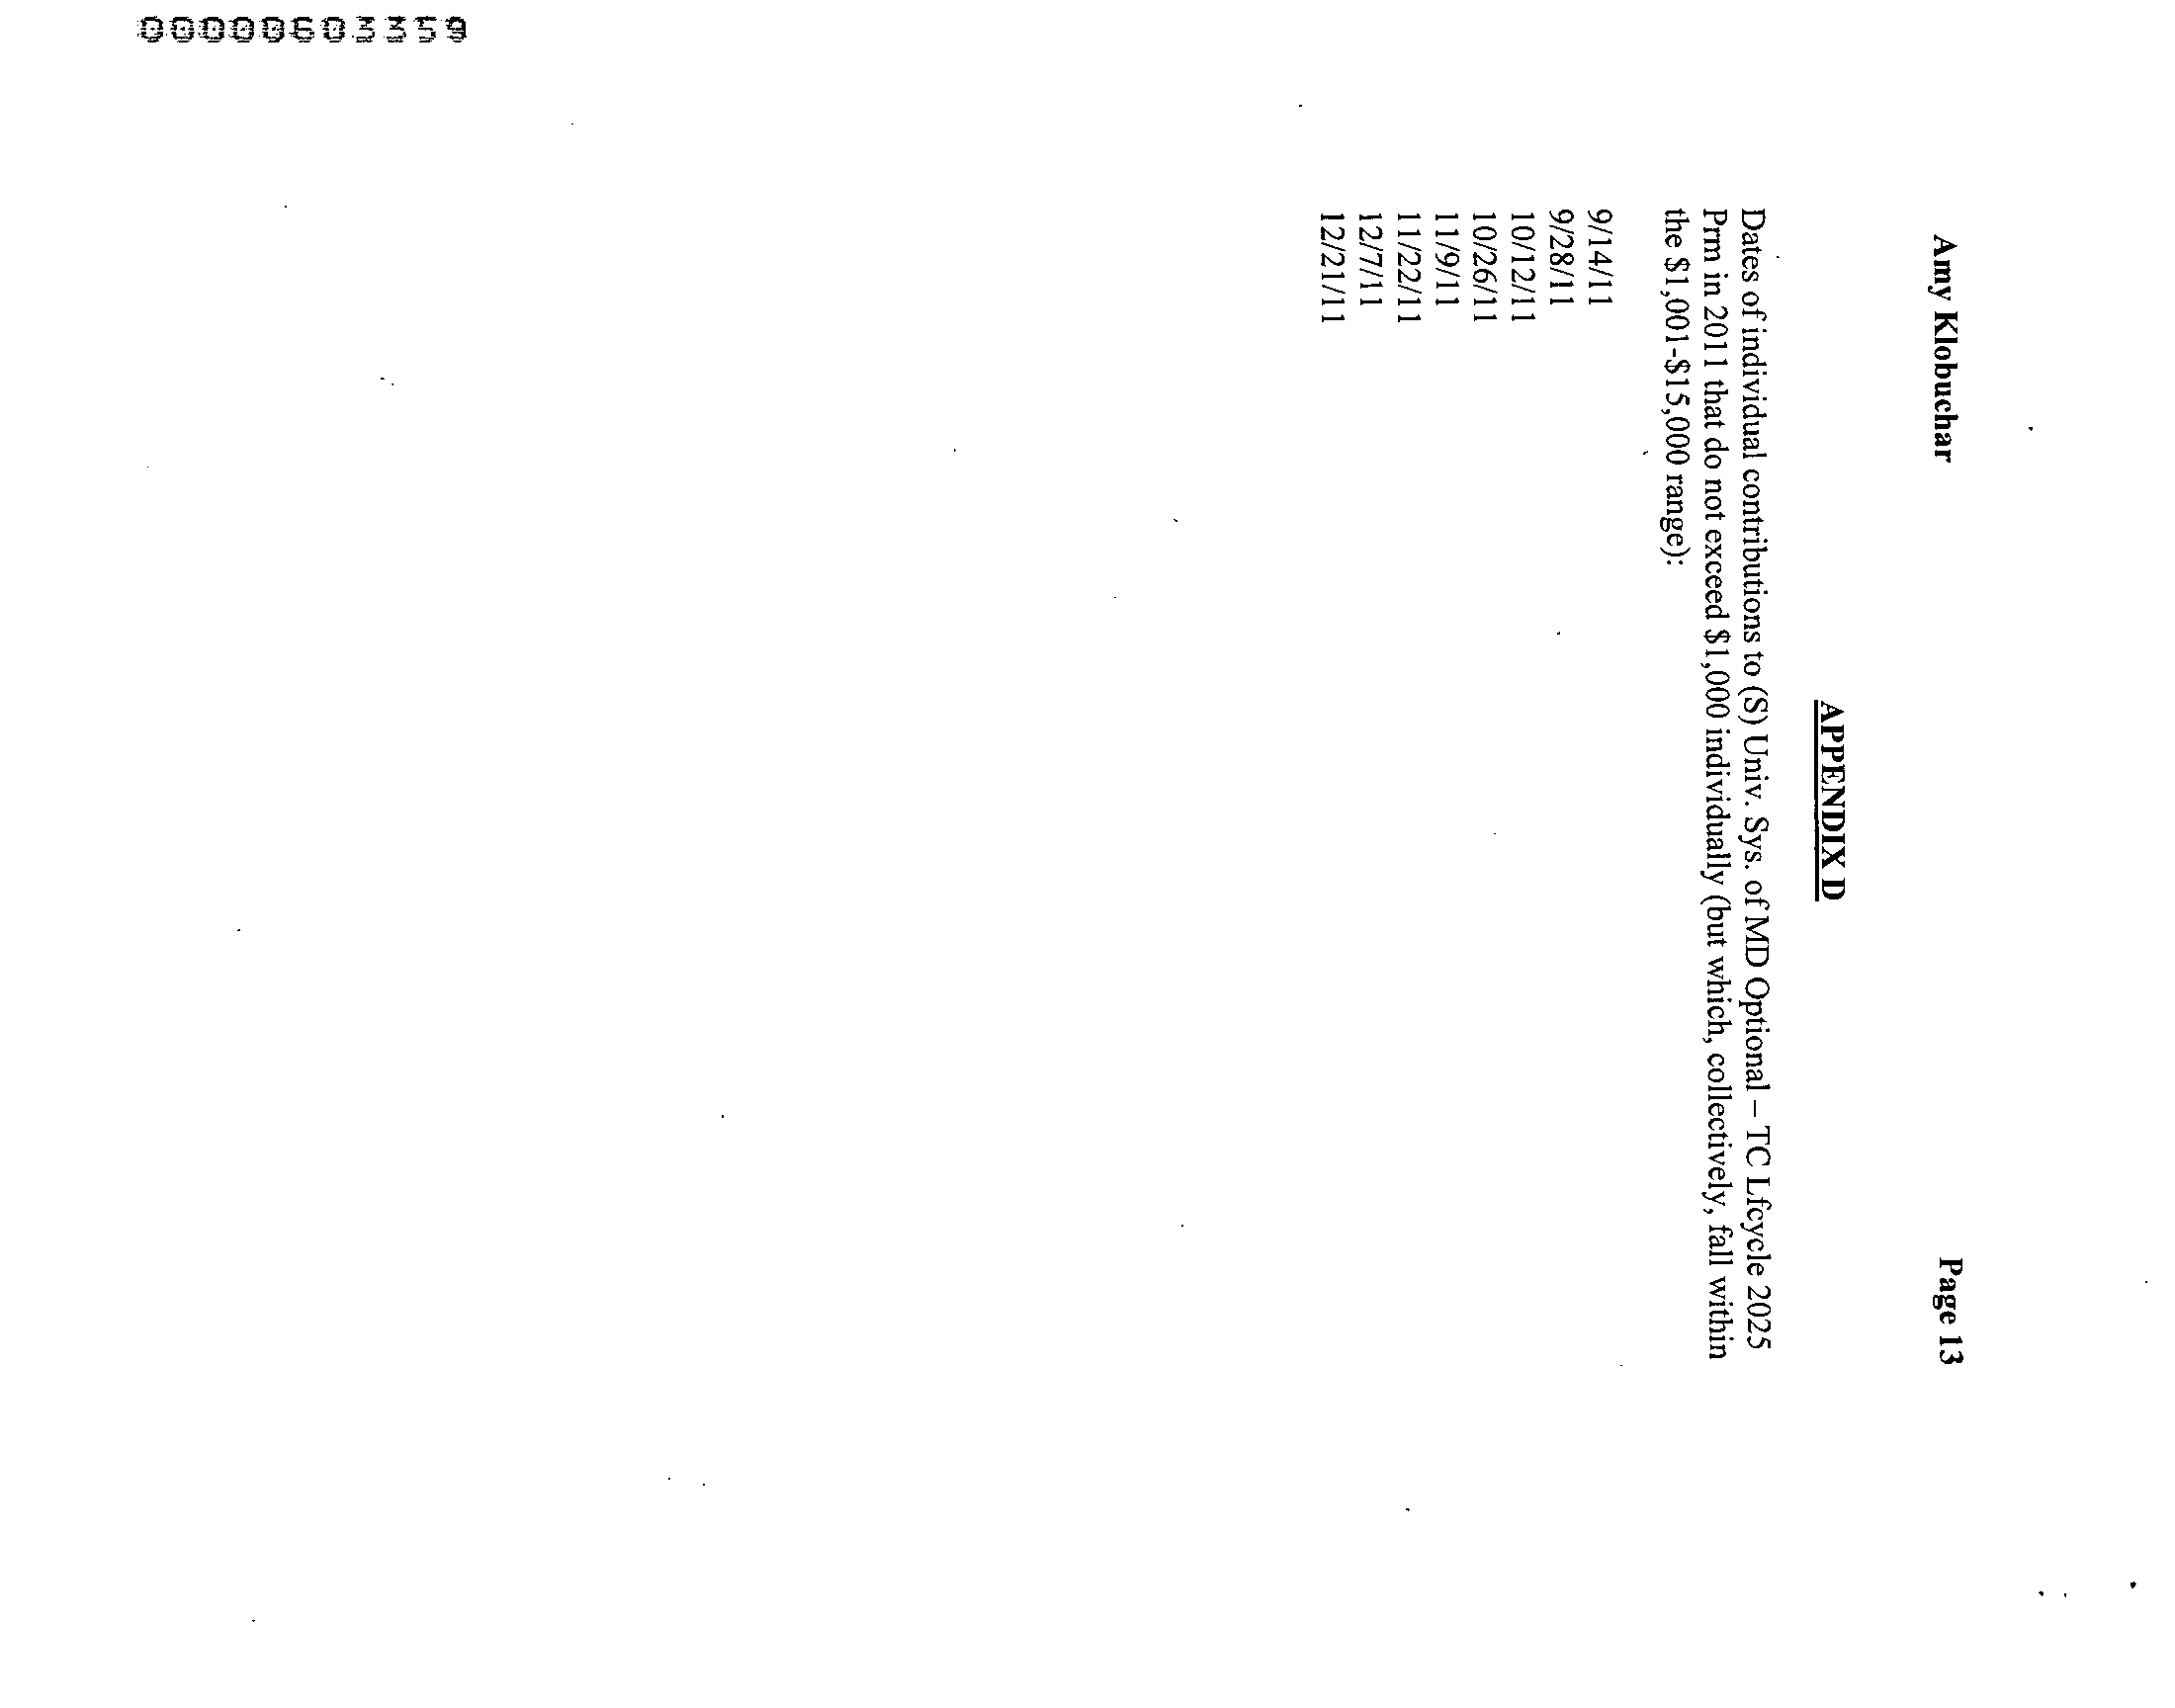 Amy Klobuchar Page 13
APPENDIX D
Dates of individual contributions to (S) Univ. Sys. of MD Optional – TC Lfcycle 2025
Prm in 2011 that do not exceed $1,000 individually (but which, collectively, fall within
the $1,001-$15,000 range):
9/14/11
9/28/11
10/12/11
10/26/11
11/9/11
11/22/11
12/7/11
12/21/11
00000603359